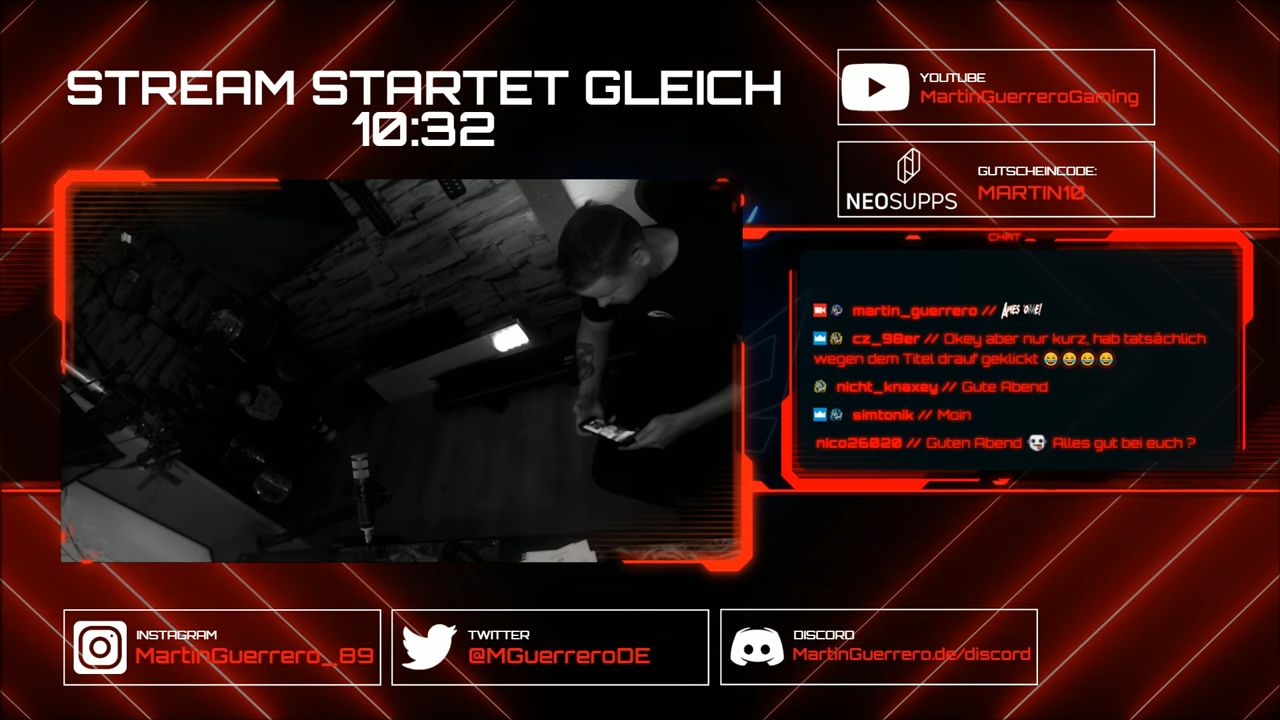 STREAM STARTET GLEICH
10:32
YOUTUBE
MartinGuerreroGaming
NEOSUPPS
GUTSCHEINCODE:
MARTIN10
CHAT
martin_guerrero //
cz_98er // Okey aber nur kurz, hab tatsächlich
wegen dem Titel drauf geklickt 😂 😂 😂 😂
nicht_knaxey // Gute Abend
simtonik // Moin
nico26020 // Guten Abend Alles gut bei euch ?
INSTAGRAM
MartinGuerrero_89
TWITTER
@MGuerreroDE
DISCORD
MartinGuerrero.de/discord